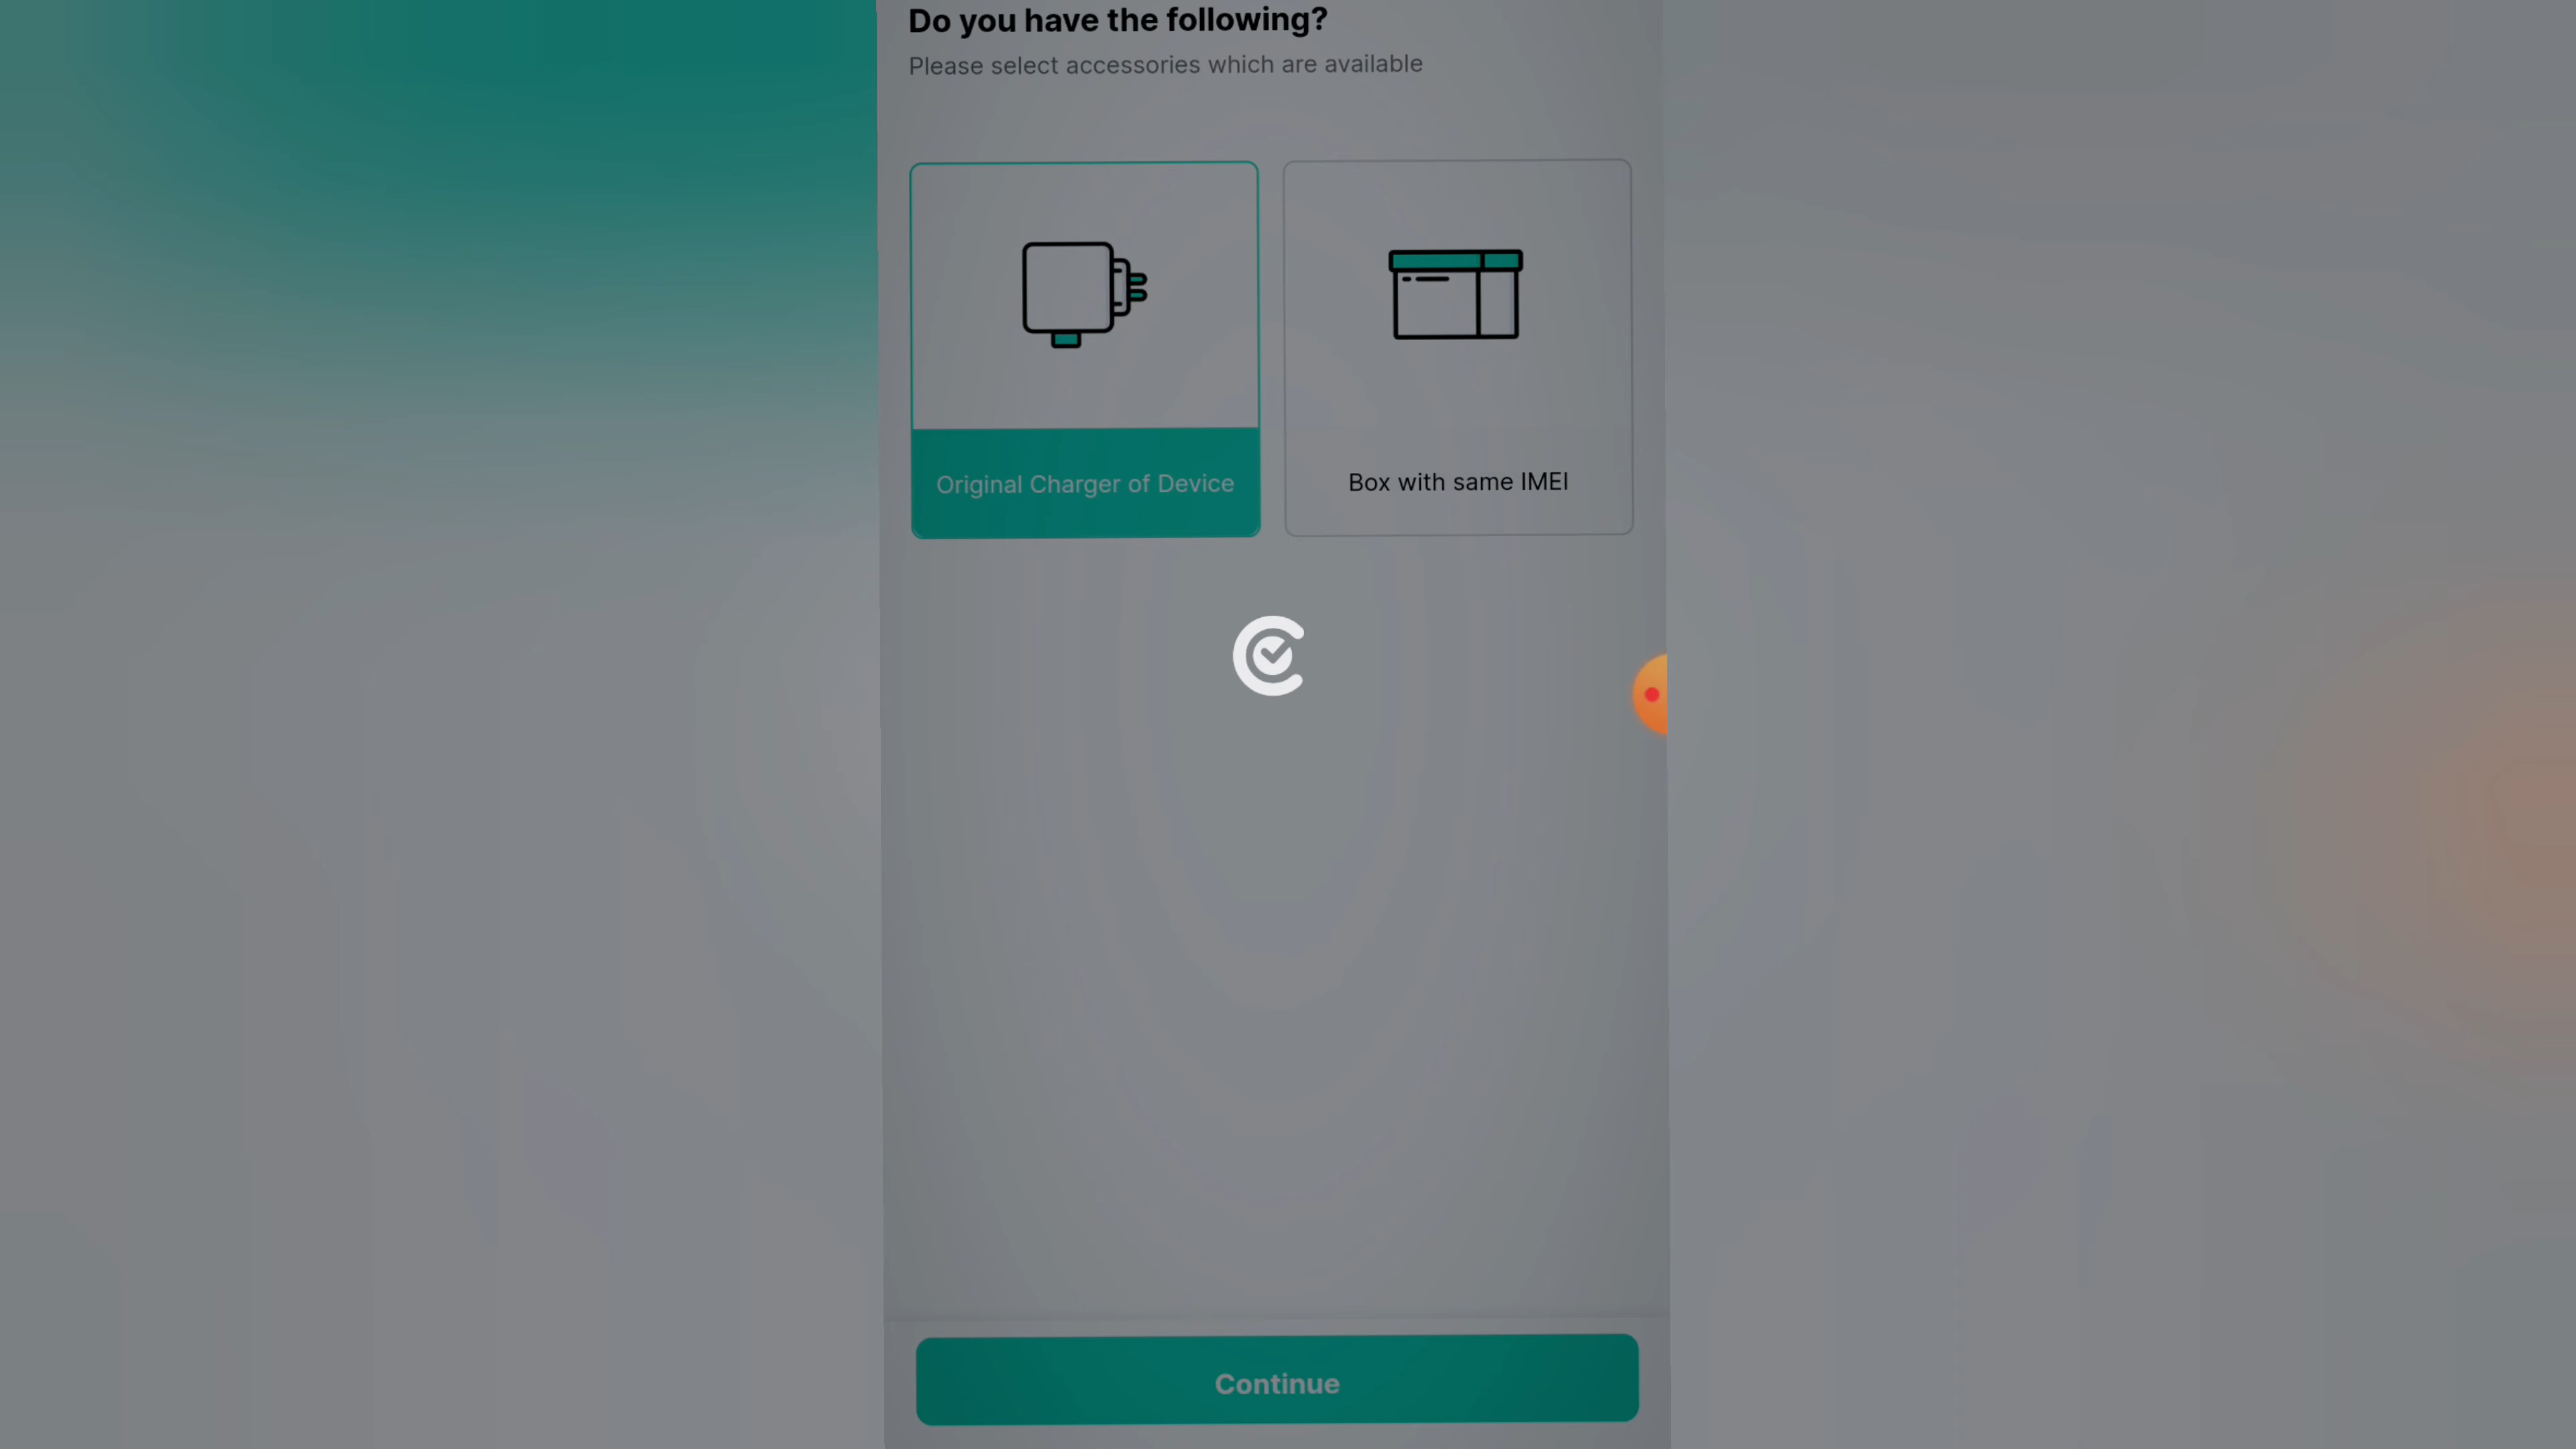 Do you have the following?
Please select accessories which are available
Original Charger of Device
Box with same IMEI
Continue